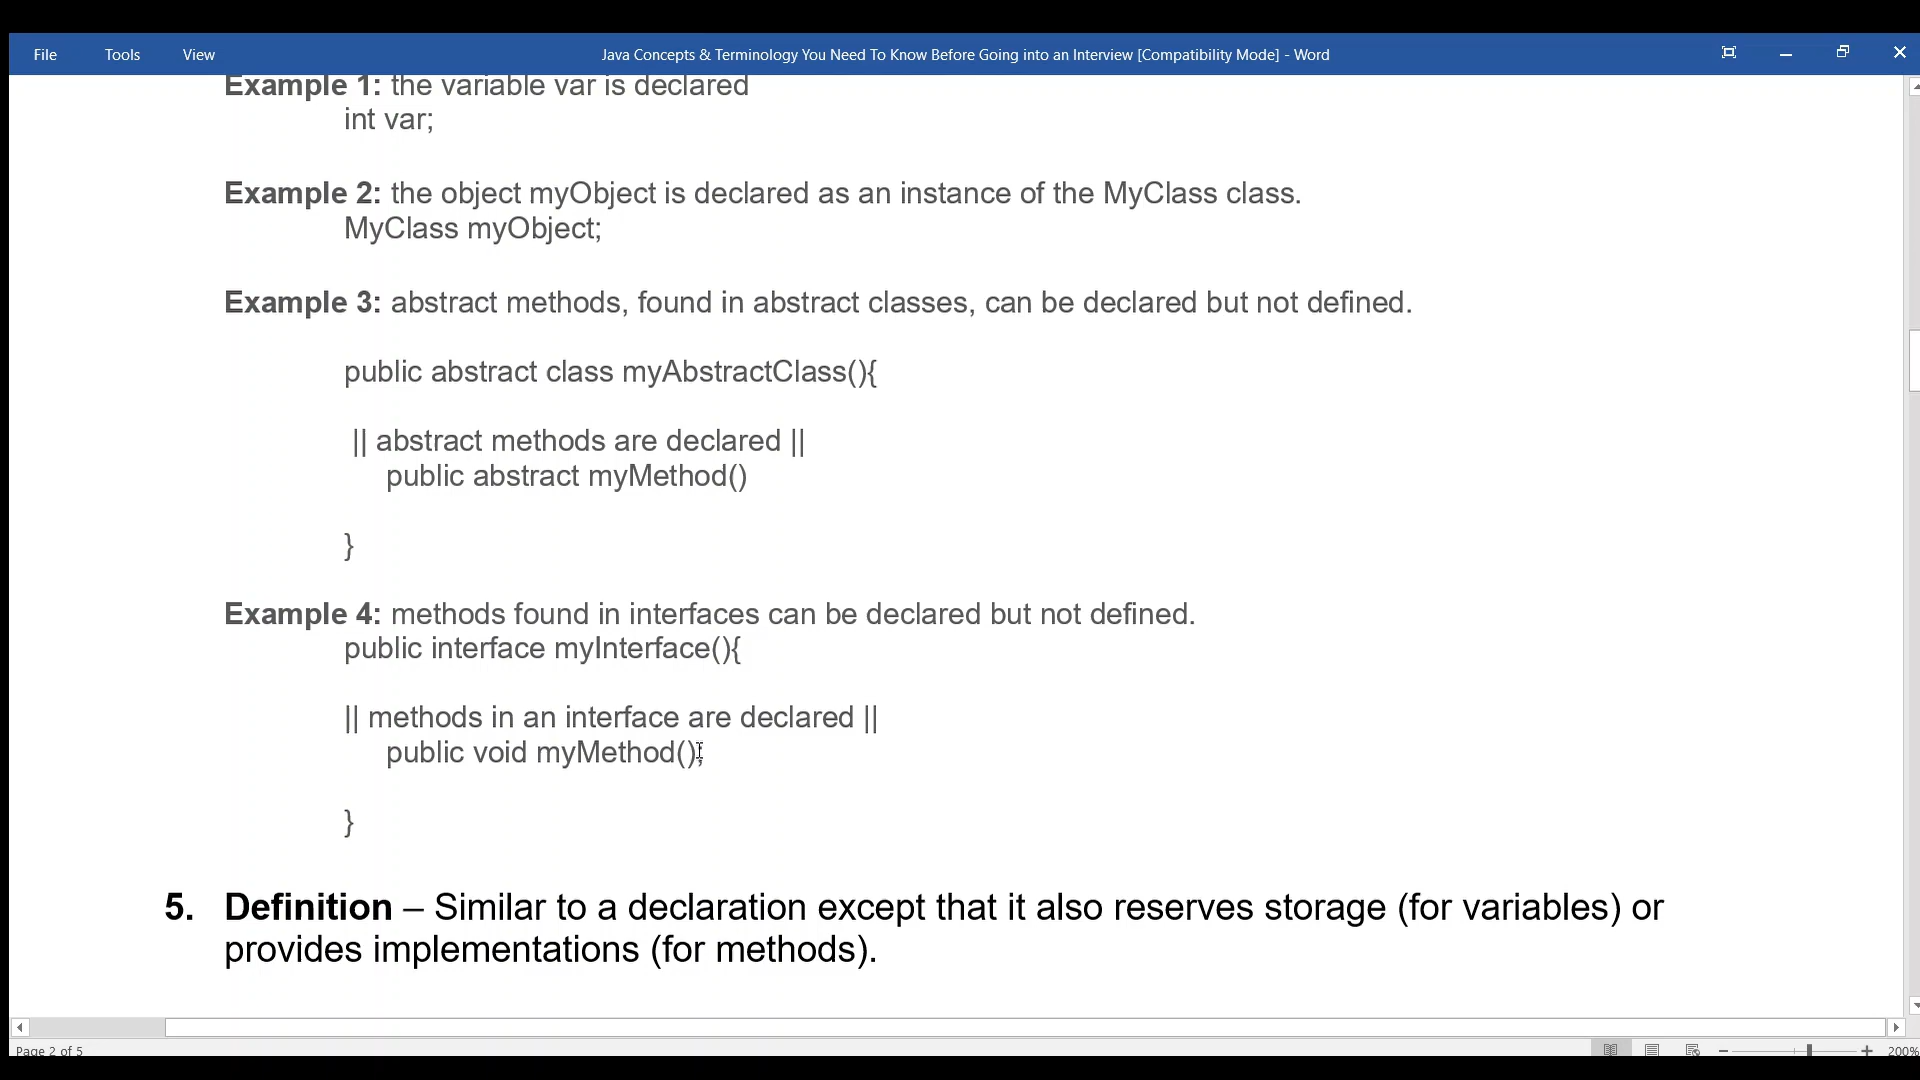 File Tools View Java Concepts & Terminology You Need To Know Before Going into an Interview [Compatibility Mode] - Word
Example 1: the variable var is declared
int var;
Example 2: the object myObject is declared as an instance of the MyClass class.
MyClass myObject;
Example 3: abstract methods, found in abstract classes, can be declared but not defined.
public abstract class myAbstractClass(){
|| abstract methods are declared ||
public abstract myMethod()
}
Example 4: methods found in interfaces can be declared but not defined.
public interface myInterface(){
|| methods in an interface are declared ||
public void myMethod();
}
5. Definition – Similar to a declaration except that it also reserves storage (for variables) or
provides implementations (for methods).
Page 2 of 5 200%